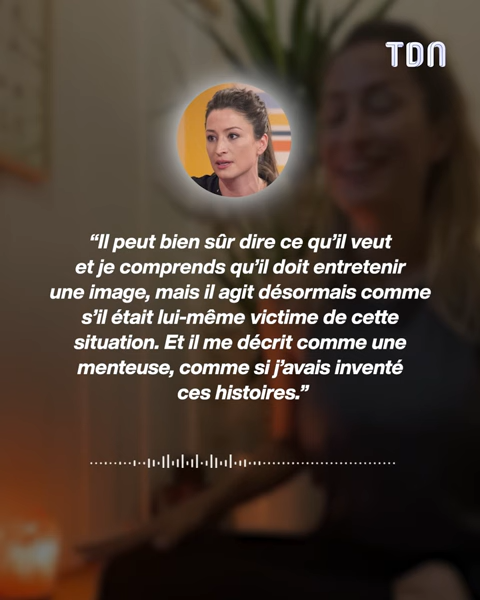 TDN
“Il peut bien sûr dire ce qu’il veut
et je comprends qu’il doit entretenir
une image, mais il agit désormais comme
s’il était lui-même victime de cette
situation. Et il me décrit comme une
menteuse, comme si j’avais inventé
ces histoires.”